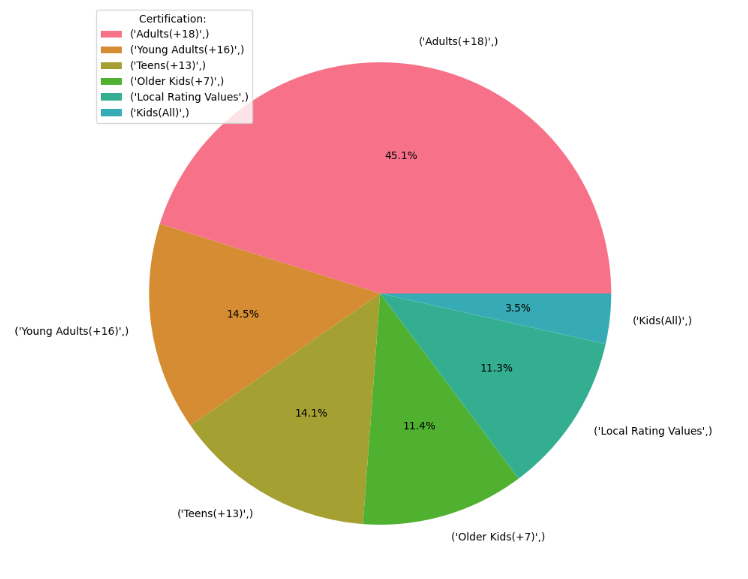 Certification:
('Adults(+18)',)
('Young Adults(+16)',)
('Teens(+13)',)
('Older Kids(+7)',)
('Local Rating Values',)
('Kids(All)',)
('Adults(+18)',)
45.1%
('Young Adults(+16)',)
14.5%
('Teens(+13)',)
14.1%
('Older Kids(+7)',)
11.4%
('Local Rating Values',)
11.3%
('Kids(All)',)
3.5%